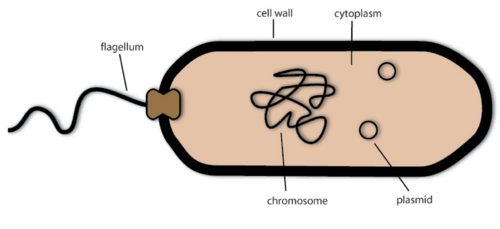 cell wall
cytoplasm
flagellum
chromosome
plasmid